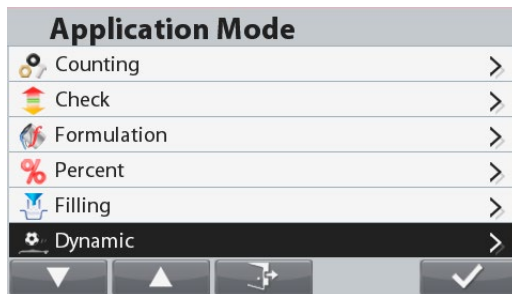 Application Mode
Counting
Check
Formulation
Percent
Filling
Dynamic